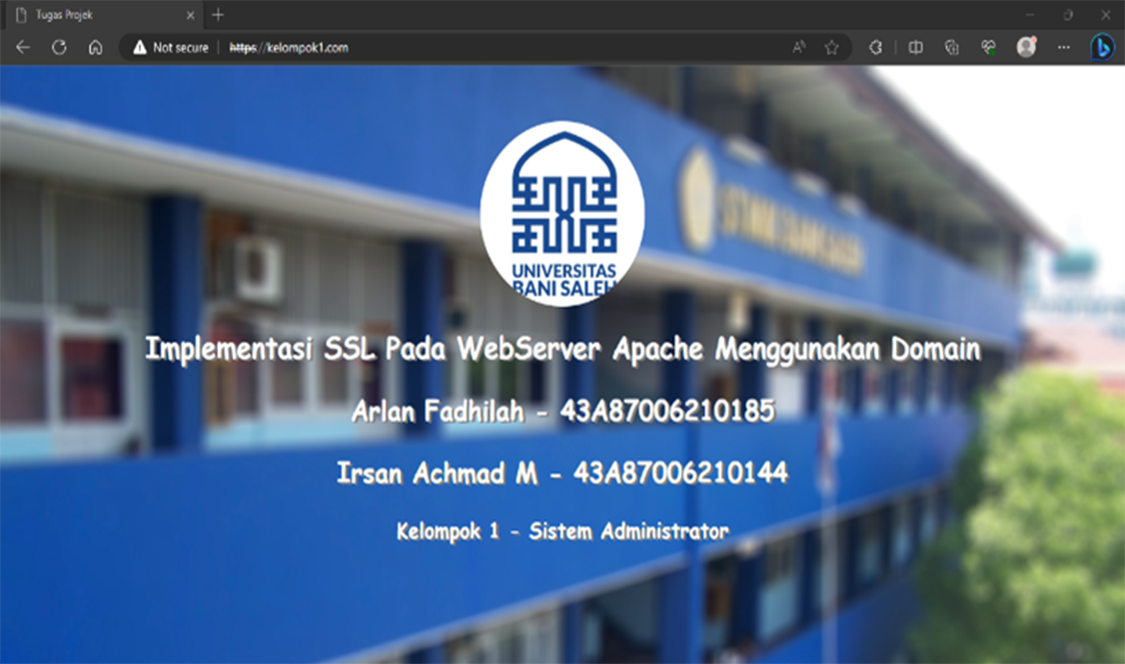 Tugas Projek
Not secure
https://kelompok1.com
UNIVERSITAS
BANI SALEH
Implementasi SSL Pada WebServer Apache Menggunakan Domain
Arlan Fadhilah - 43A87006210185
Irsan Achmad M - 43A87006210144
Kelompok 1 - Sistem Administrator